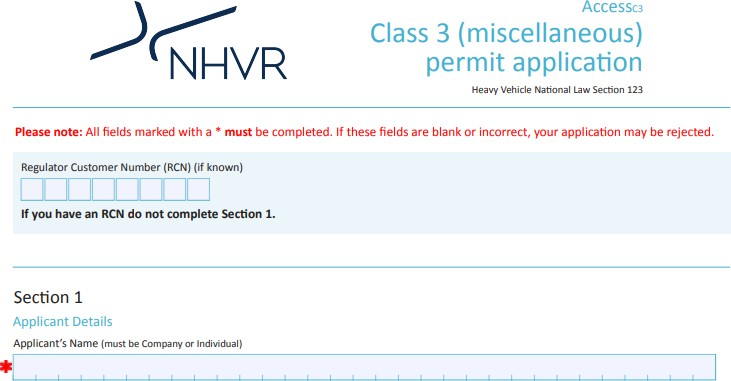 AccessC3
NHVR
Class 3 (miscellaneous)
permit application
Heavy Vehicle National Law Section 123
Please note: All fields marked with a * must be completed. If these fields are blank or incorrect, your application may be rejected.
Regulator Customer Number (RCN) (if known)
If you have an RCN do not complete Section 1.
Section 1
Applicant Details
Applicant's Name (must be Company or Individual)
*